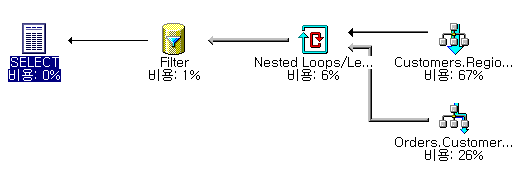 SELECT
비용: 0%
Filter
비용: 1%
Nested Loops/Le...
비용: 6%
Customers.Regio...
비용: 67%
Orders.Customer...
비용: 26%